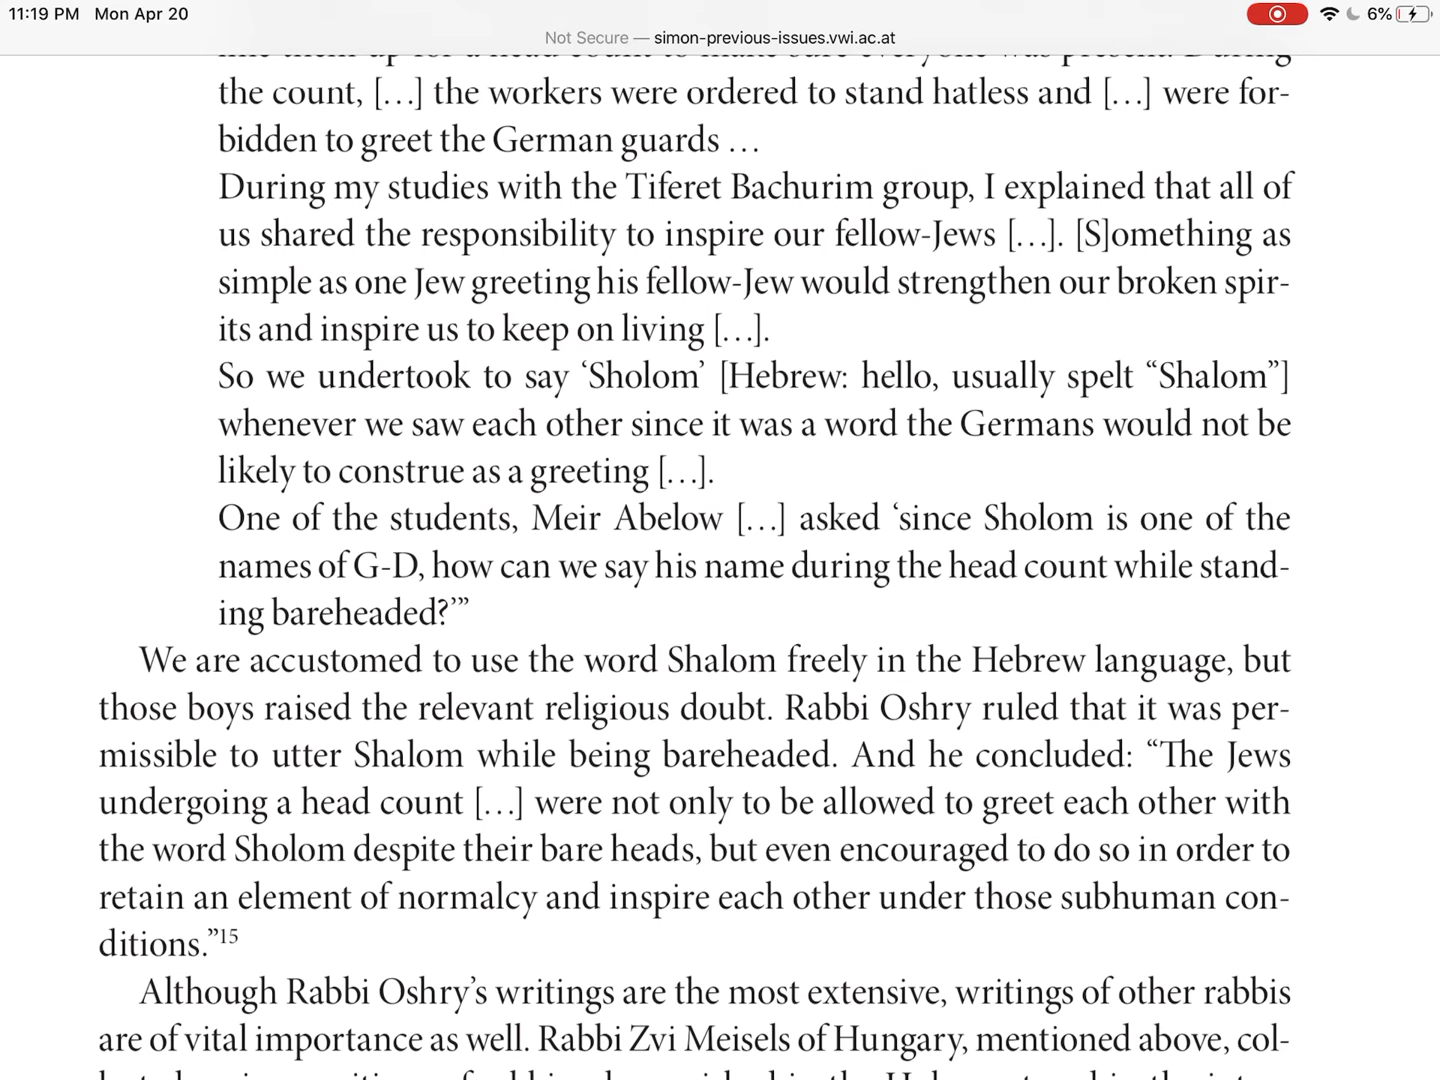 11:19 PM Mon Apr 20
6%
Not Secure — simon-previous-issues.vwi.ac.at
the count, […] the workers were ordered to stand hatless and […] were for-
bidden to greet the German guards …
During my studies with the Tiferet Bachurim group, I explained that all of
us shared the responsibility to inspire our fellow-Jews […]. [S]omething as
simple as one Jew greeting his fellow-Jew would strengthen our broken spir-
its and inspire us to keep on living […].
So we undertook to say ‘Sholom’ [Hebrew: hello, usually spelt “Shalom”]
whenever we saw each other since it was a word the Germans would not be
likely to construe as a greeting […].
One of the students, Meir Abelow […] asked ‘since Sholom is one of the
names of G-D, how can we say his name during the head count while stand-
ing bareheaded?’”
We are accustomed to use the word Shalom freely in the Hebrew language, but
those boys raised the relevant religious doubt. Rabbi Oshry ruled that it was per-
missible to utter Shalom while being bareheaded. And he concluded: “The Jews
undergoing a head count […] were not only to be allowed to greet each other with
the word Sholom despite their bare heads, but even encouraged to do so in order to
retain an element of normalcy and inspire each other under those subhuman con-
ditions.”15
Although Rabbi Oshry’s writings are the most extensive, writings of other rabbis
are of vital importance as well. Rabbi Zvi Meisels of Hungary, mentioned above, col-